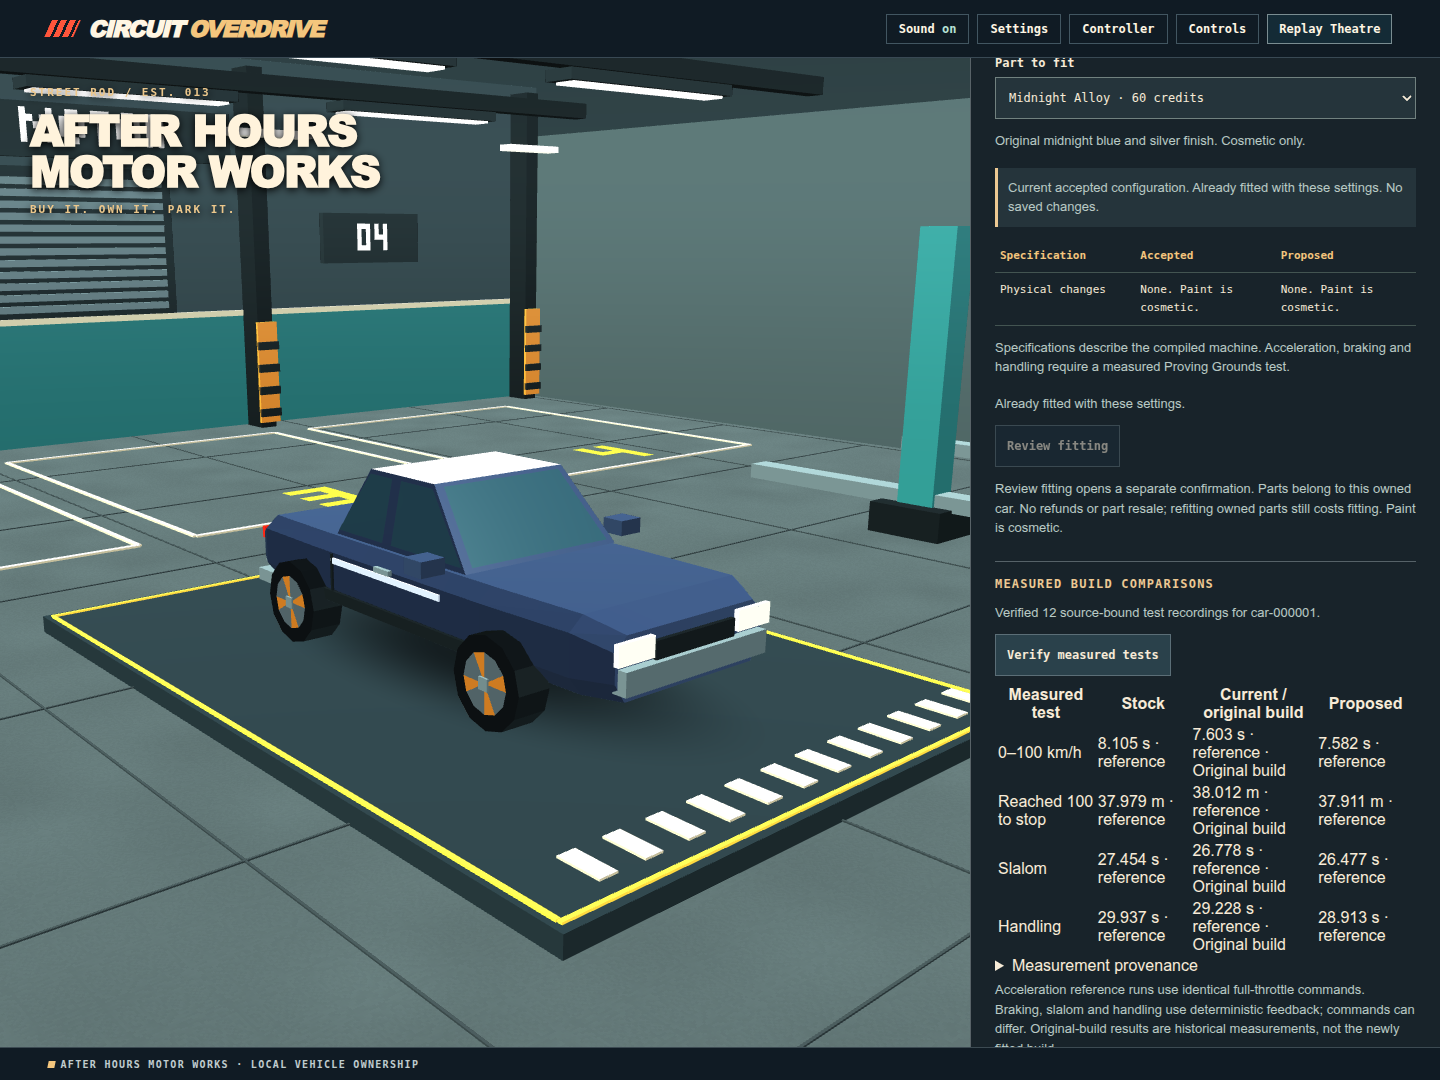 CIRCUIT OVERDRIVE
Sound on
Settings
Controller
Controls
Replay Theatre
STREET ROD / EST. 013
AFTER HOURS
MOTOR WORKS
BUY IT. OWN IT. PARK IT.
04
3
4
Part to fit
Midnight Alloy · 60 credits
Original midnight blue and silver finish. Cosmetic only.
Current accepted configuration. Already fitted with these settings. No
saved changes.
Specification Accepted Proposed
Physical changes None. Paint is cosmetic. None. Paint is cosmetic.
Specifications describe the compiled machine. Acceleration, braking and
handling require a measured Proving Grounds test.
Already fitted with these settings.
Review fitting
Review fitting opens a separate confirmation. Parts belong to this owned
car. No refunds or part resale; refitting owned parts still costs fitting. Paint
is cosmetic.
MEASURED BUILD COMPARISONS
Verified 12 source-bound test recordings for car-000001.
Verify measured tests
Measured test Stock Current / original build Proposed
0–100 km/h 8.105 s · reference 7.603 s · reference · Original build 7.582 s · reference
Reached 100 to stop 37.979 m · reference 38.012 m · reference · Original build 37.911 m · reference
Slalom 27.454 s · reference 26.778 s · reference · Original build 26.477 s · reference
Handling 29.937 s · reference 29.228 s · reference · Original build 28.913 s · reference
Measurement provenance
Acceleration reference runs use identical full-throttle commands.
Braking, slalom and handling use deterministic feedback; commands can
differ. Original-build results are historical measurements, not the newly
AFTER HOURS MOTOR WORKS · LOCAL VEHICLE OWNERSHIP